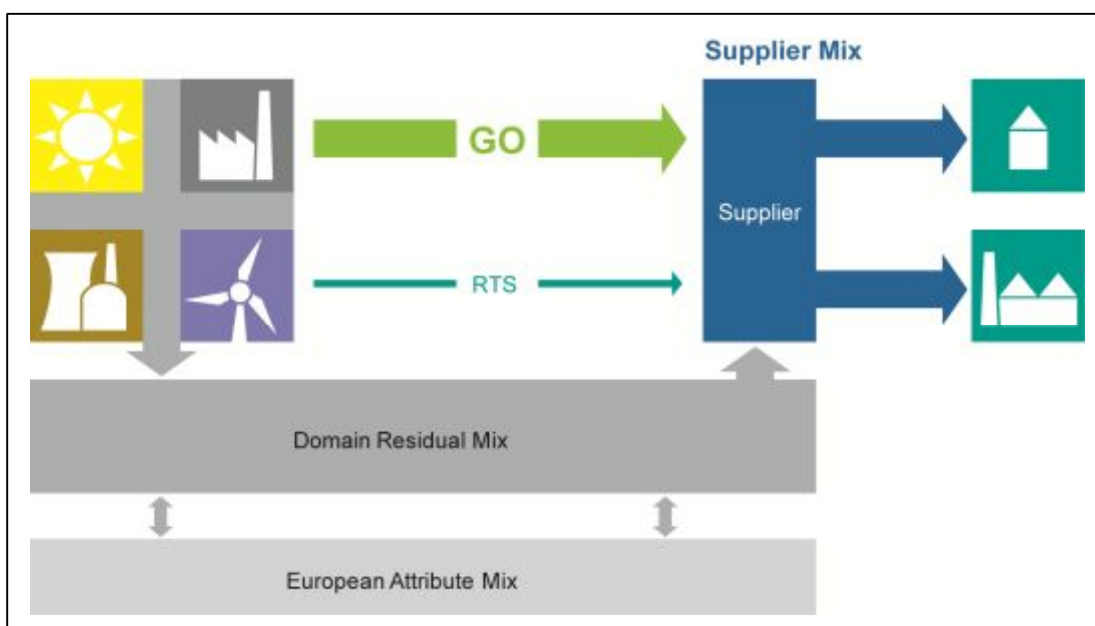 Supplier Mix
GO
Supplier
RTS
Domain Residual Mix
European Attribute Mix